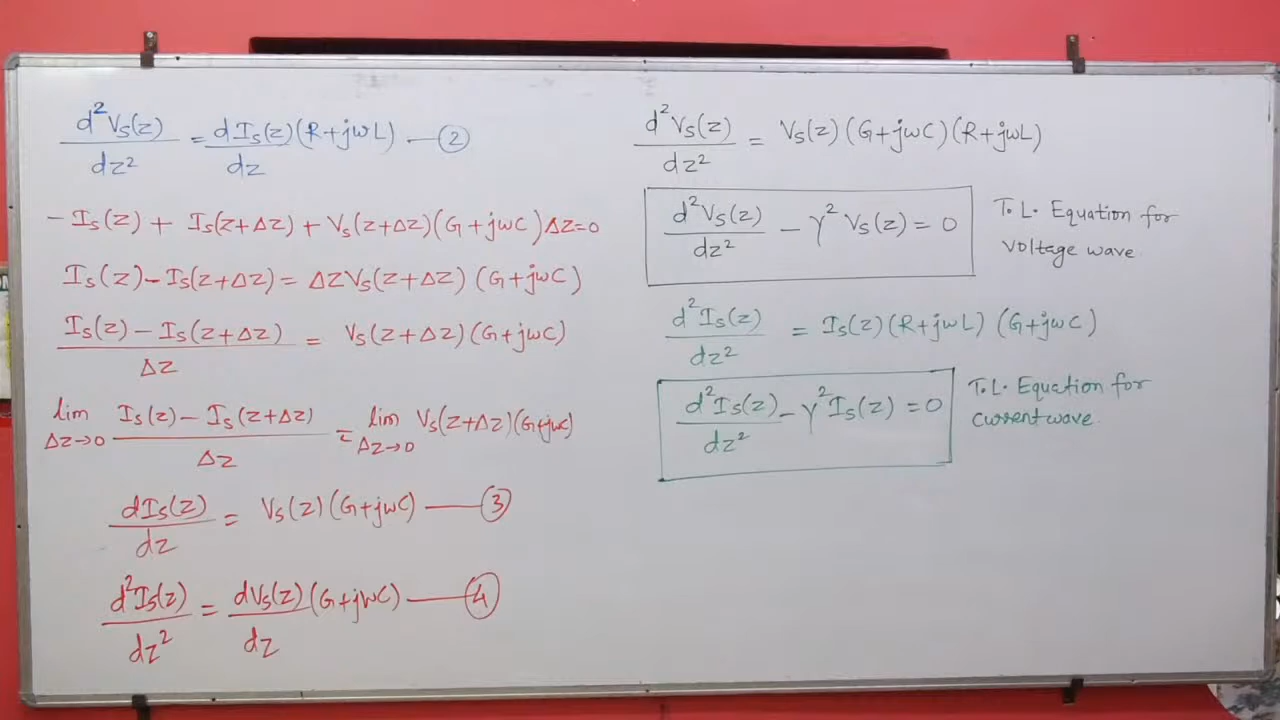 d²Vs(z)/dz² = dIs(z)/dz (R+jωL) — ②
- Is(z) + Is(z+Δz) + Vs(z+Δz)(G+jωC)Δz=0
Is(z) - Is(z+Δz) = ΔzVs(z+Δz) (G+jωC)
Is(z) - Is(z+Δz)/Δz = Vs(z+Δz)(G+jωC)
lim Δz→0 Is(z) - Is(z+Δz)/Δz = lim Δz→0 Vs(z+Δz)(G+jωC)
dIs(z)/dz = Vs(z)(G+jωC) — ③
d²Is(z)/dz² = dVs(z)/dz (G+jωC) — ④
d²Vs(z)/dz² = Vs(z)(G+jωC)(R+jωL)
d²Vs(z)/dz² - γ²Vs(z) = 0
T.L. Equation for
voltage wave
d²Is(z)/dz² = Is(z)(R+jωL) (G+jωC)
d²Is(z)/dz² - γ²Is(z) = 0
T.L. Equation for
current wave